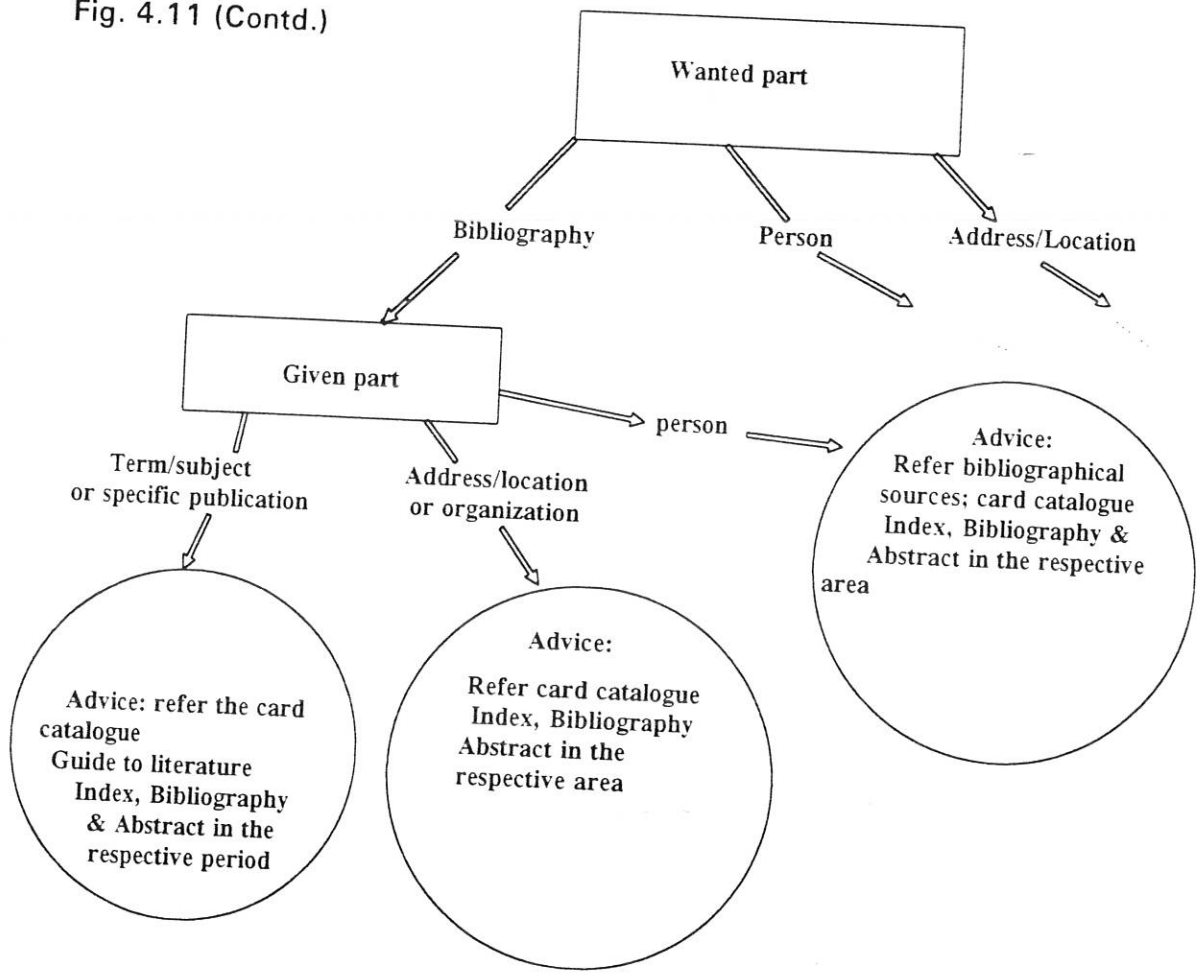 Fig. 4.11 (Contd.)
Wanted part
Bibliography
Person
Address/Location
Given part
person
Term/subject
or specific publication
Address/location
or organization
Advice:
Refer bibliographical
sources; card catalogue
Index, Bibliography &
Abstract in the respective
area
Advice: refer the card
catalogue
Guide to literature
Index, Bibliography
& Abstract in the
respective period
Advice:
Refer card catalogue
Index, Bibliography
Abstract in the
respective area